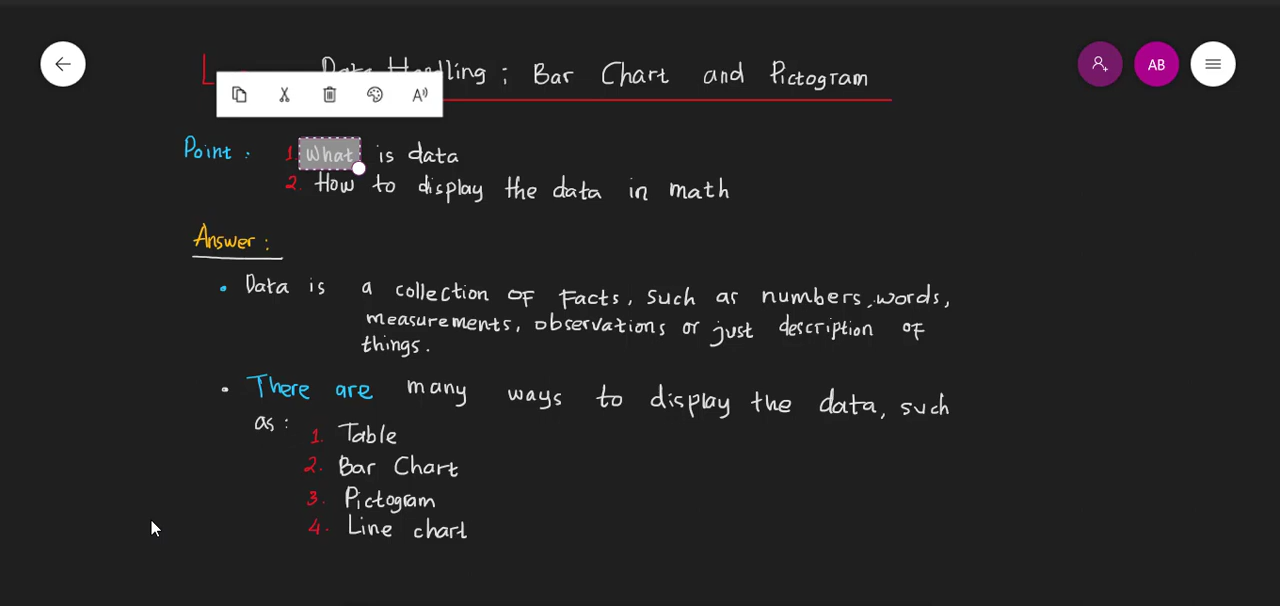 Data Handling : Bar Chart and Pictogram
AB
Point : 1. What is data
2. How to display the data in math
Answer :
• Data is a collection of facts, such as numbers, words,
measurements, observations or just description of
things.
• There are many ways to display the data, such
as :
1. Table
2. Bar Chart
3. Pictogram
4. Line chart